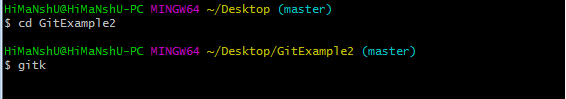 HiMaNshU@HiMaNshU-PC MINGW64 ~/Desktop (master)
$ cd GitExample2
HiMaNshU@HiMaNshU-PC MINGW64 ~/Desktop/GitExample2 (master)
$ gitk